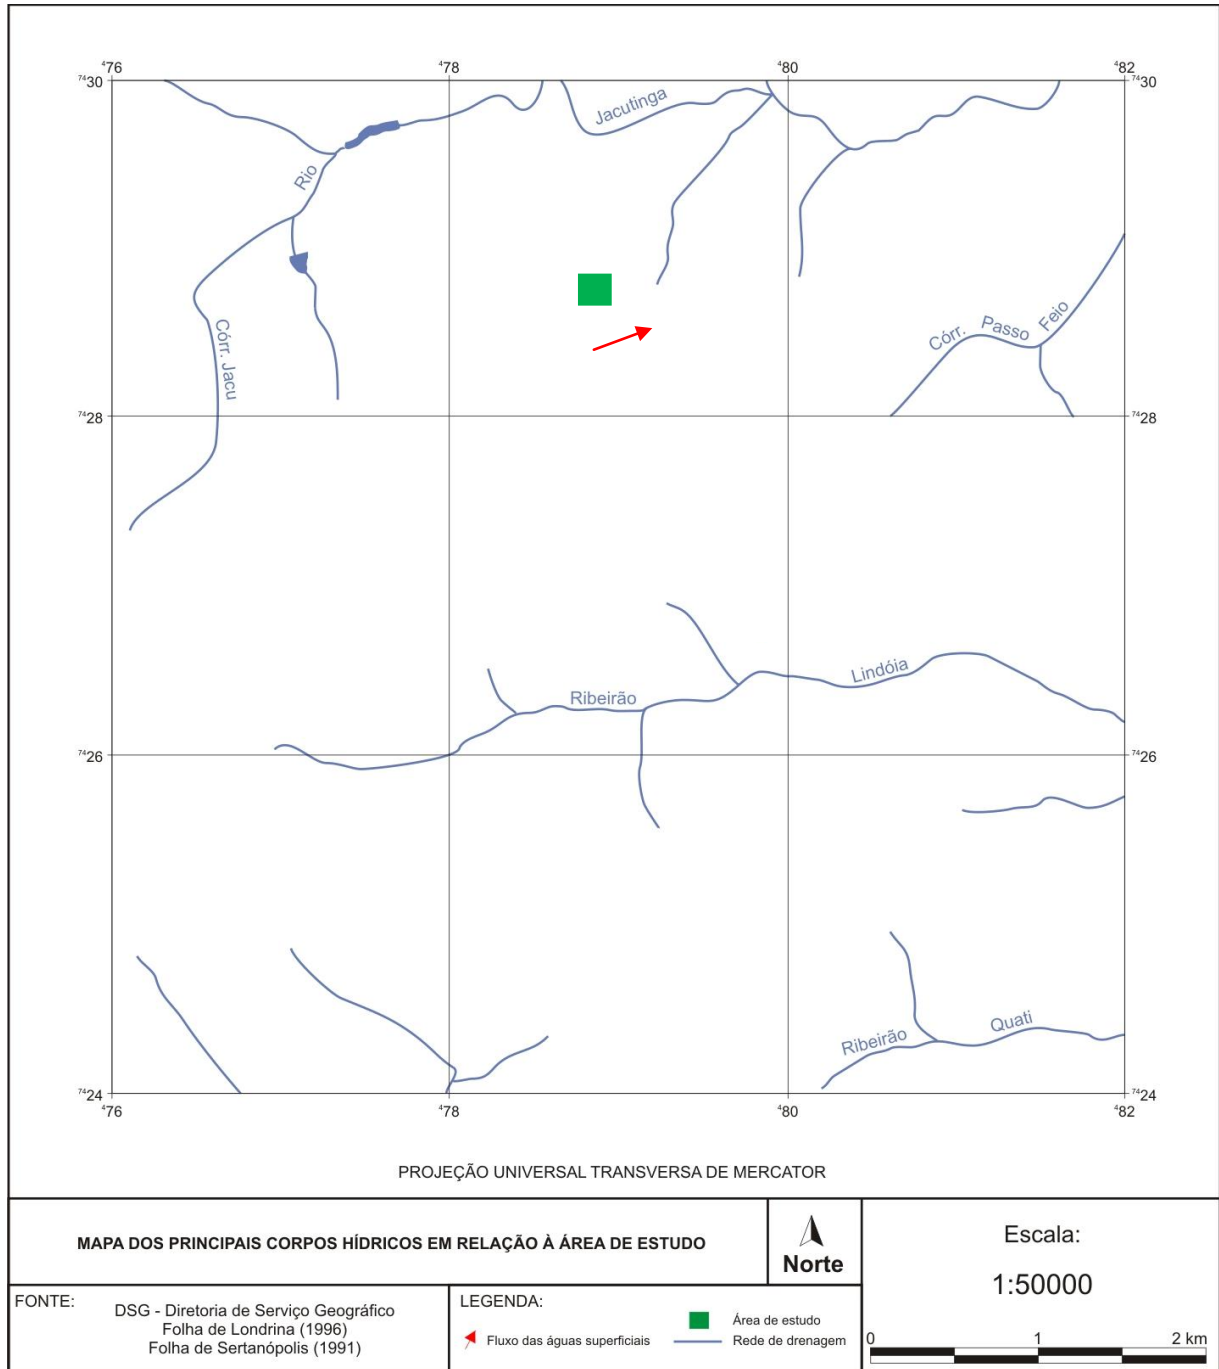 ⁴76 ⁴78 ⁴80 ⁴82
⁷⁴30 ⁷⁴30
Jacutinga
Rio
Córr. Jacu
Córr. Passo Feio
⁷⁴28 ⁷⁴28
Ribeirão Lindóia
⁷⁴26 ⁷⁴26
Ribeirão Quati
⁷⁴24 ⁷⁴24
⁴76 ⁴78 ⁴80 ⁴82
PROJEÇÃO UNIVERSAL TRANSVERSA DE MERCATOR
MAPA DOS PRINCIPAIS CORPOS HÍDRICOS EM RELAÇÃO À ÁREA DE ESTUDO
Norte
Escala:
1:50000
0 1 2 km
FONTE:
DSG - Diretoria de Serviço Geográfico
Folha de Londrina (1996)
Folha de Sertanópolis (1991)
LEGENDA:
Fluxo das águas superficiais
Área de estudo
Rede de drenagem